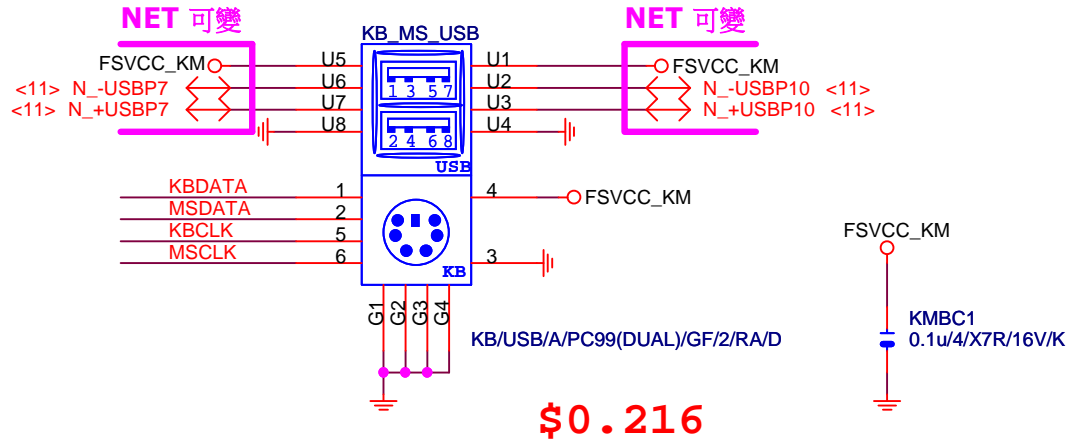 NET 可變
NET 可變
KB_MS_USB
FSVCC_KM
U5
U1
FSVCC_KM
<11> N_-USBP7
U6
U2
N_-USBP10 <11>
<11> N_+USBP7
U7
U3
N_+USBP10 <11>
U8
U4
1 3 5 7
2 4 6 8
USB
KBDATA
1
4
FSVCC_KM
MSDATA
2
KBCLK
5
MSCLK
6
3
KB
G1
G2
G3
G4
KB/USB/A/PC99(DUAL)/GF/2/RA/D
FSVCC_KM
KMBC1
0.1u/4/X7R/16V/K
$0.216